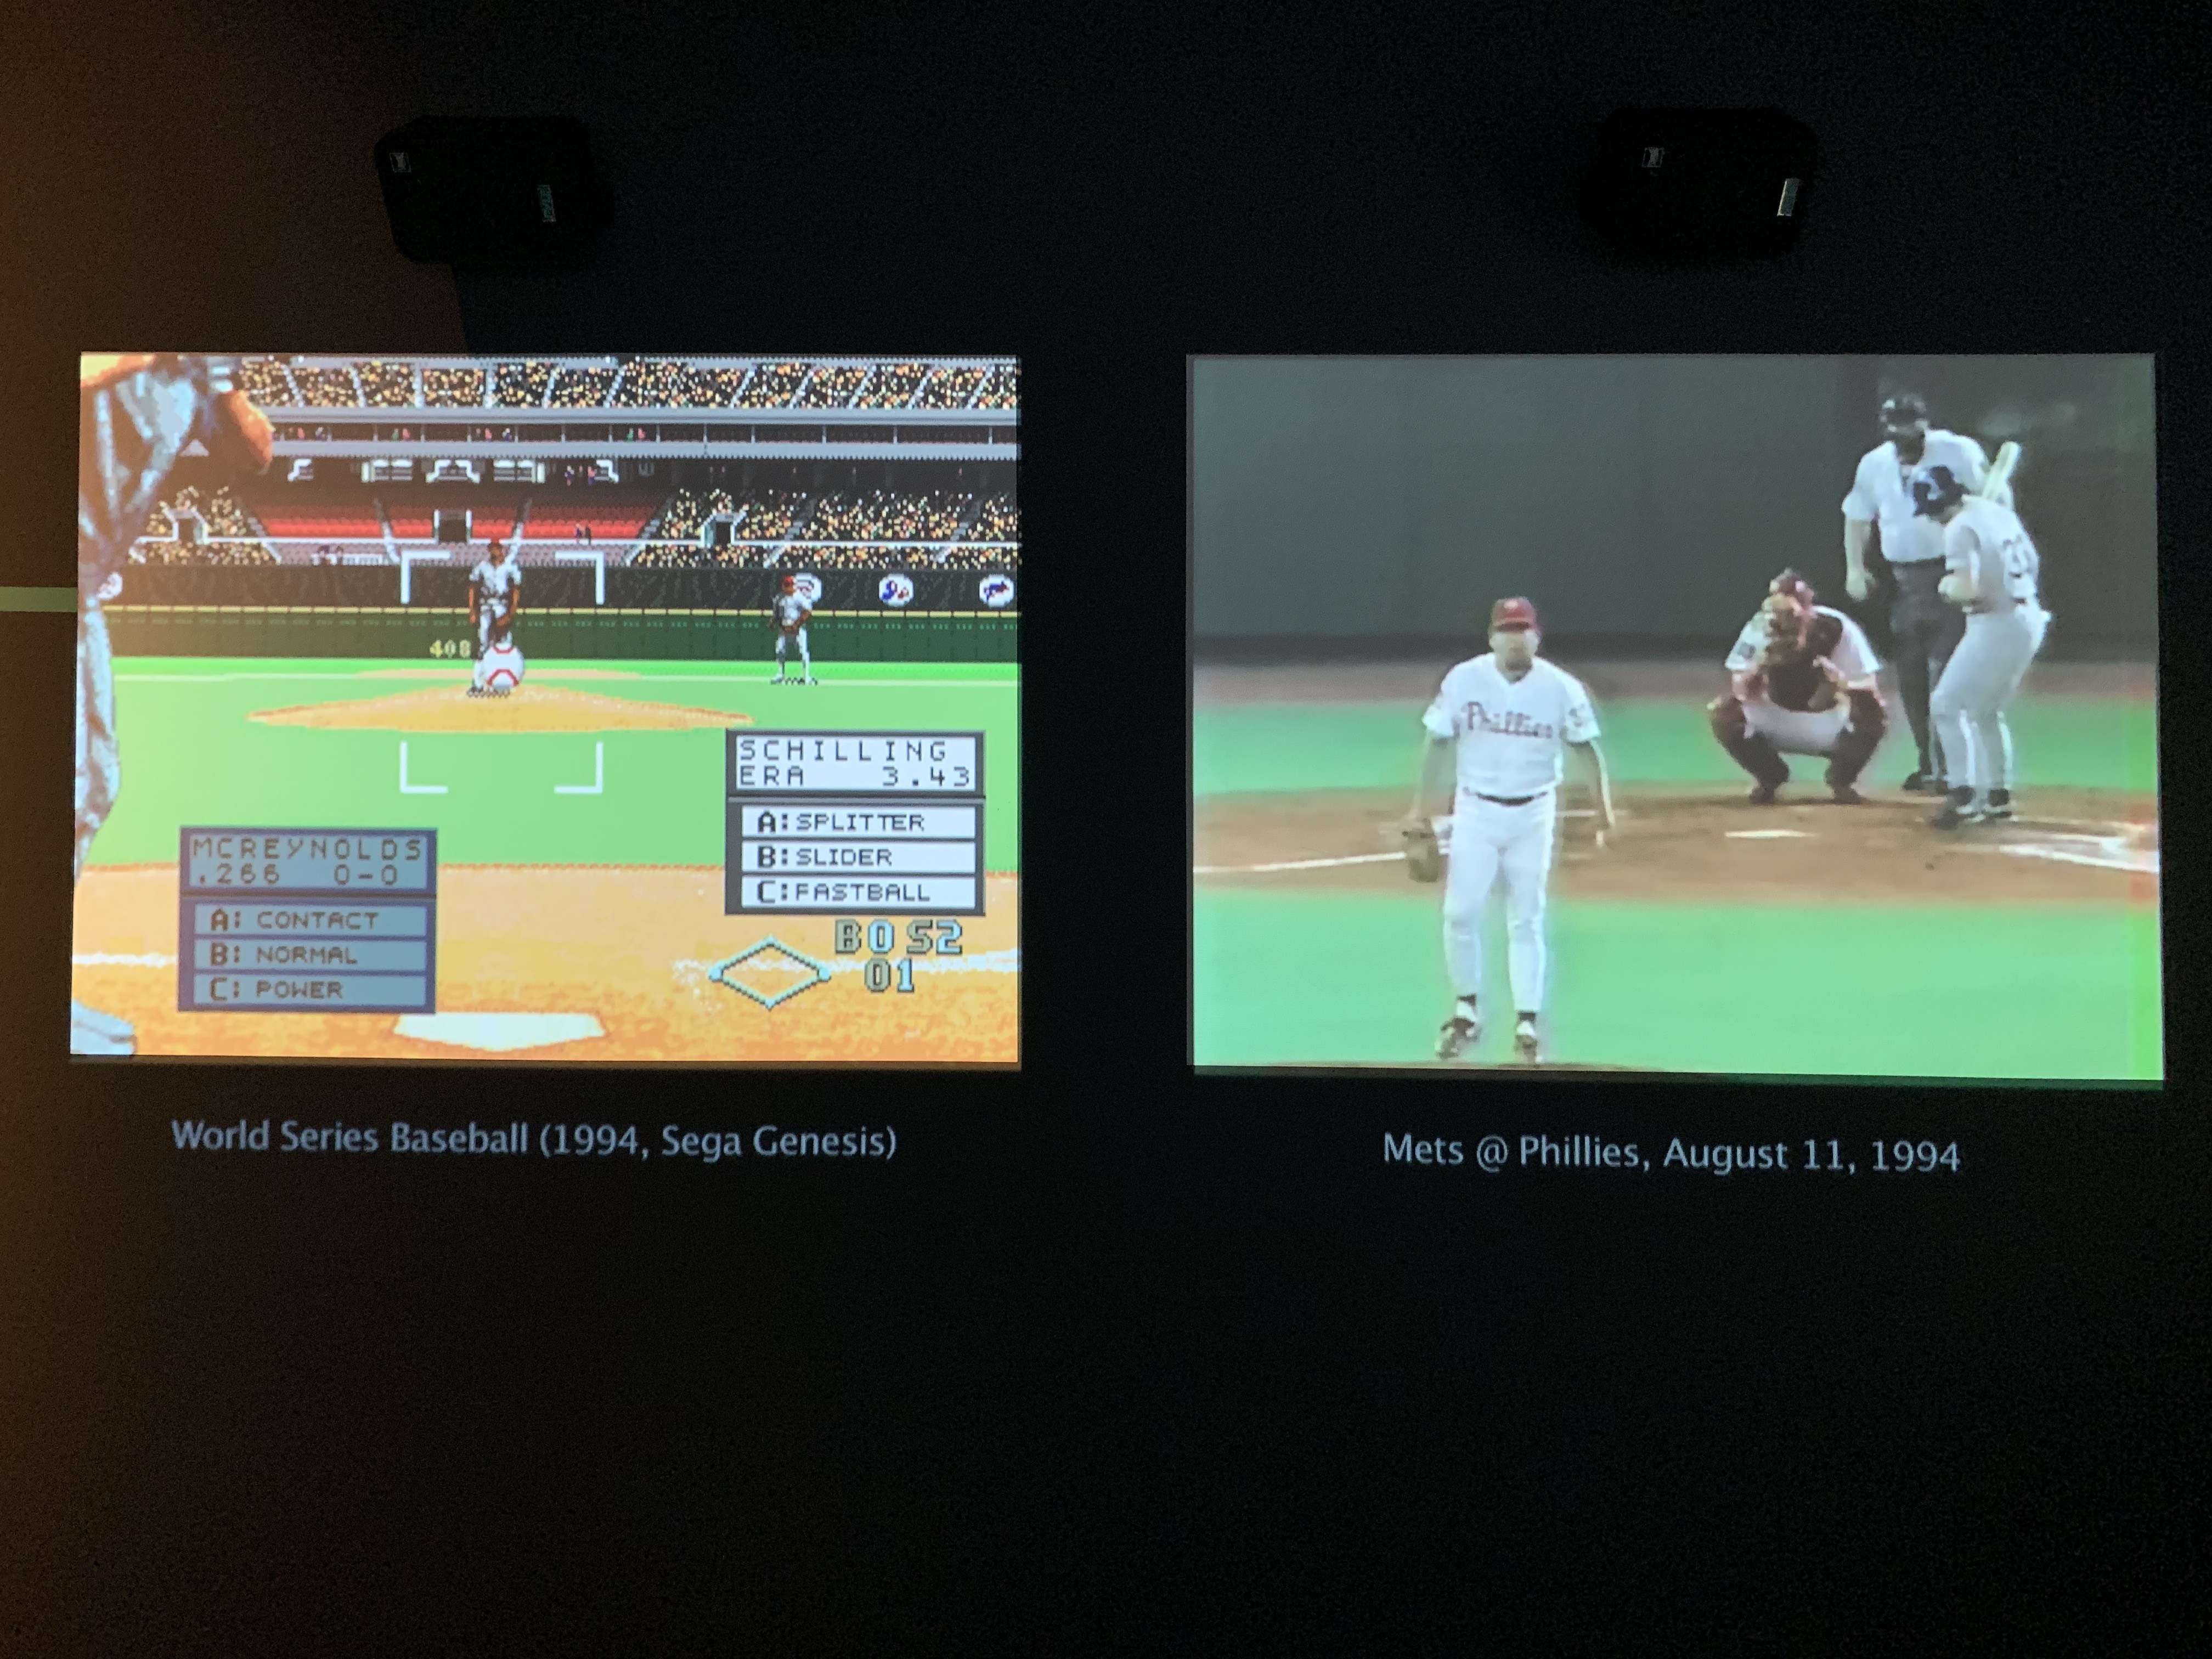 408
SCHILLING
ERA 3.43
A: SPLITTER
B: SLIDER
C: FASTBALL
MCREYNOLDS
.266 0-0
A: CONTACT
B: NORMAL
C: POWER
B0 S2
O1
World Series Baseball (1994, Sega Genesis)
Phillies
Mets @ Phillies, August 11, 1994